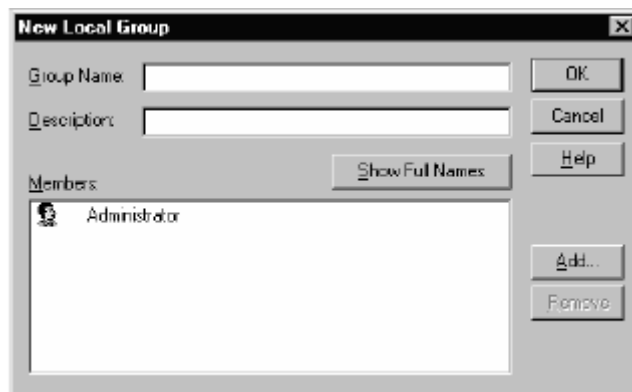 New Local Group
Group Name:
OK
Description:
Cancel
Show Full Names
Help
Members:
Administrator
Add...
Remove